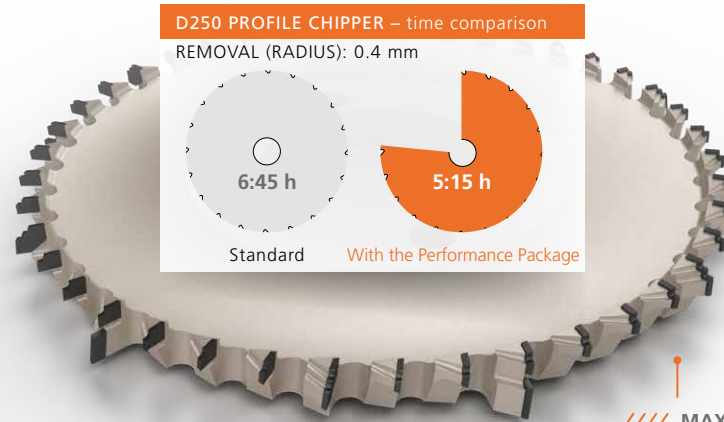 D250 PROFILE CHIPPER – time comparison
REMOVAL (RADIUS): 0.4 mm
6:45 h
5:15 h
Standard
With the Performance Package
//// MAX